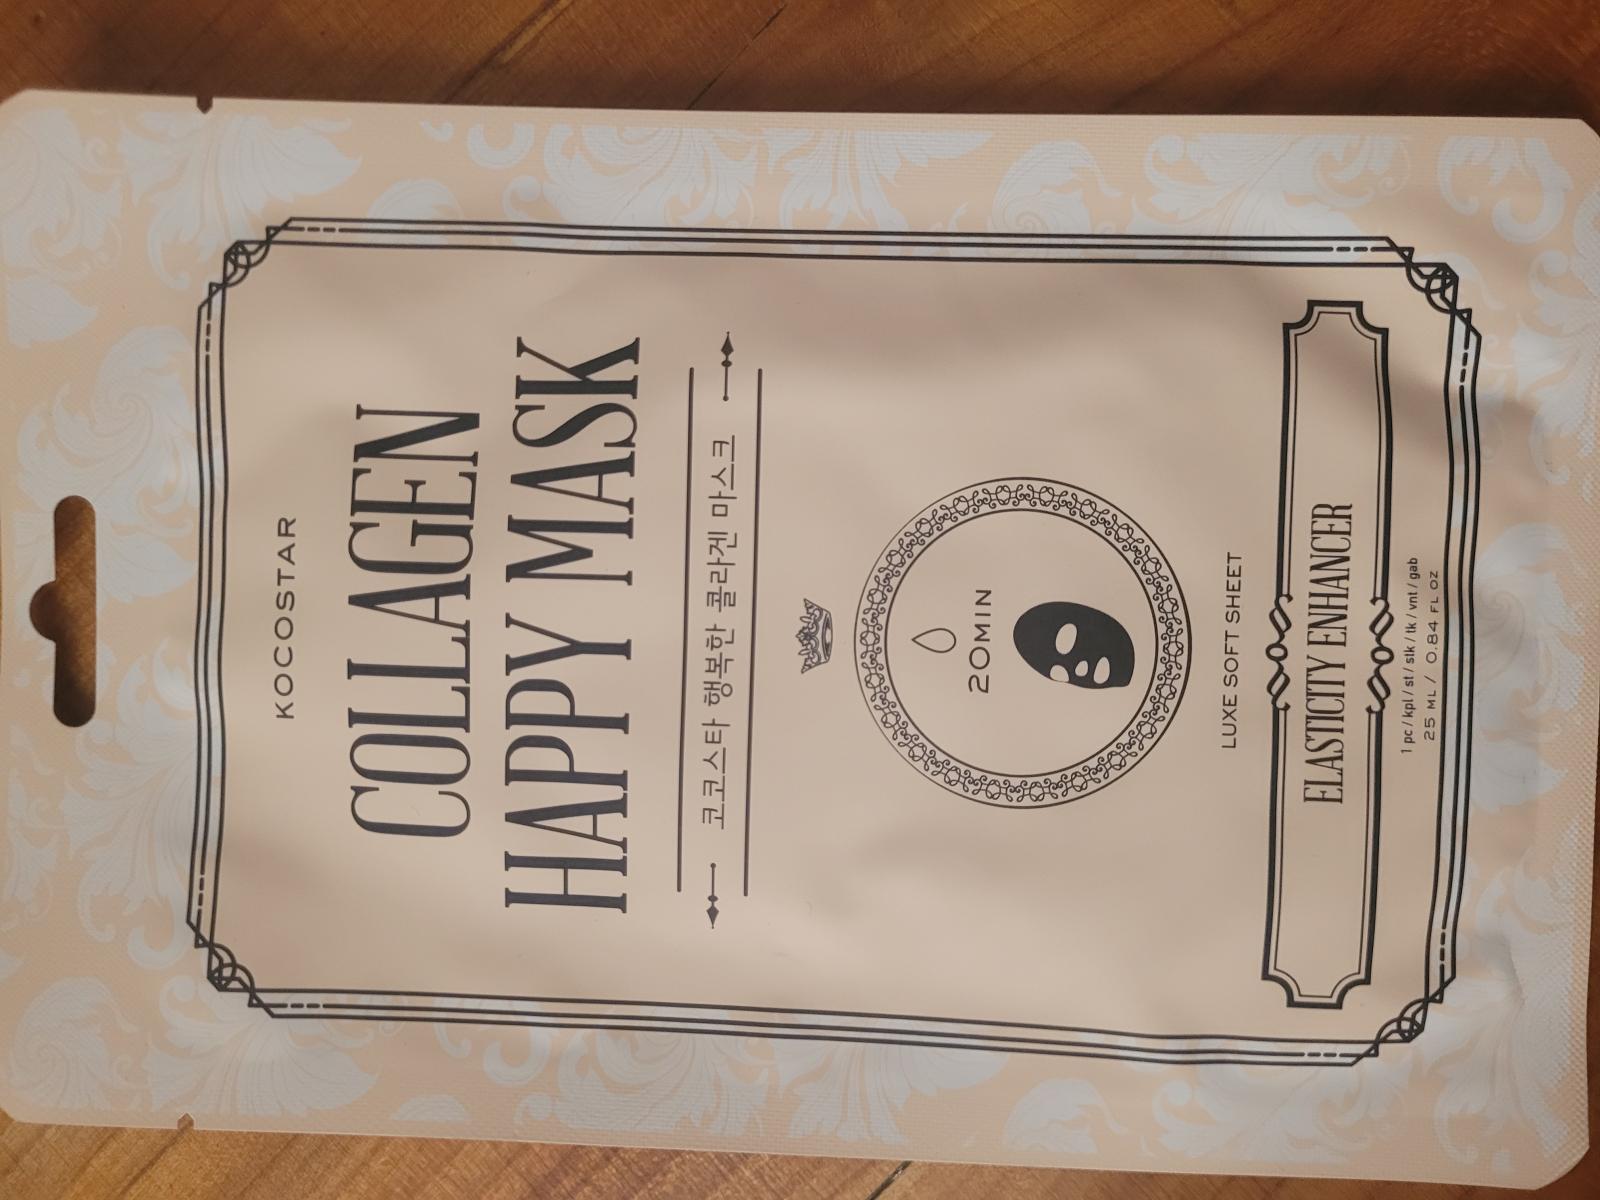 KOCOSTAR
COLLAGEN
HAPPY MASK
코코스타 행복한 콜라겐 마스크
20MIN
LUXE SOFT SHEET
ELASTICITY ENHANCER
1 pc / kpl / st / stk / tk / vnt / gab
25 ML / 0.84 FL OZ